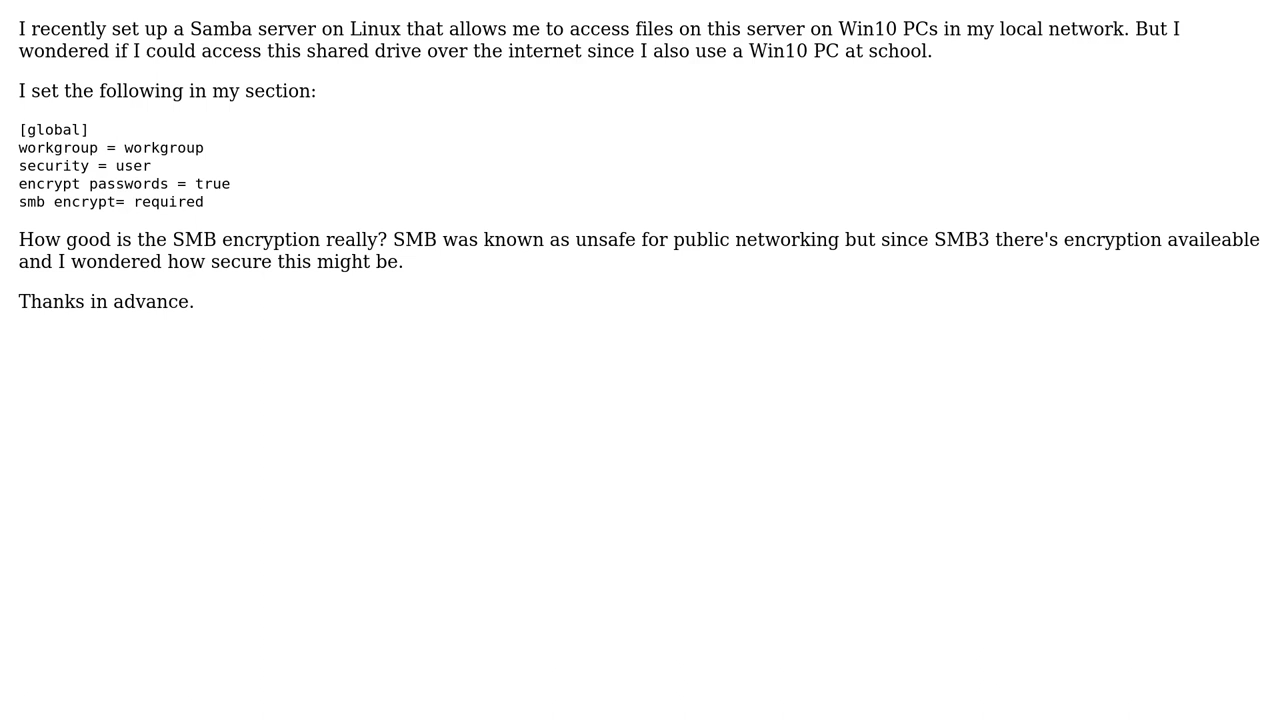 I recently set up a Samba server on Linux that allows me to access files on this server on Win10 PCs in my local network. But I
wondered if I could access this shared drive over the internet since I also use a Win10 PC at school.
I set the following in my section:
[global]
workgroup = workgroup
security = user
encrypt passwords = true
smb encrypt= required
How good is the SMB encryption really? SMB was known as unsafe for public networking but since SMB3 there's encryption availeable
and I wondered how secure this might be.
Thanks in advance.